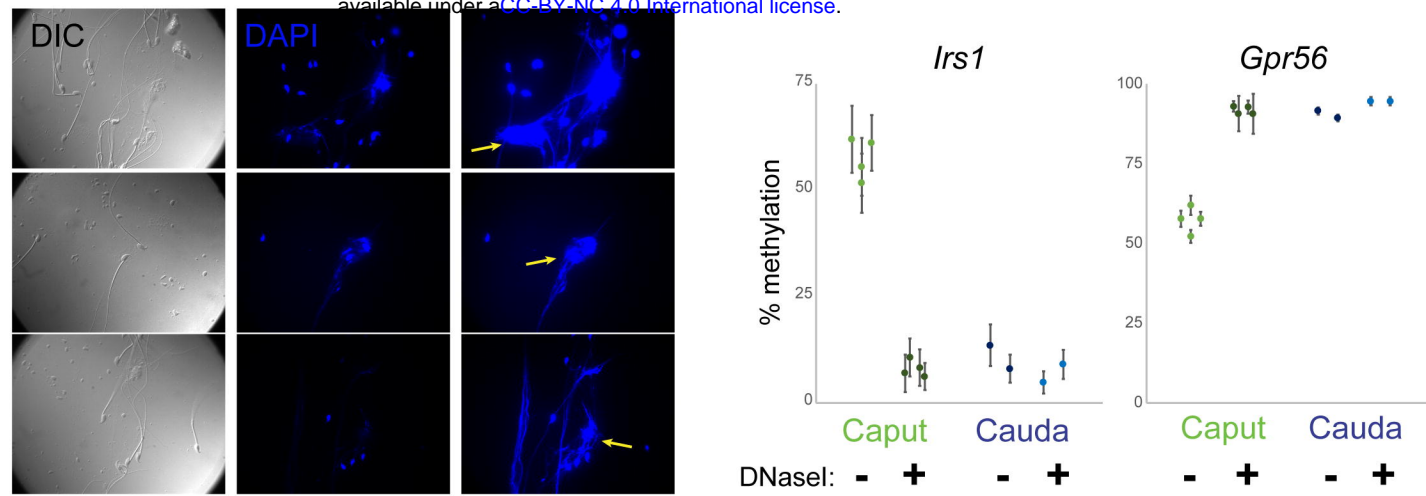 available under aCC-BY-NC 4.0 International license.
DIC
DAPI
Irs1
Gpr56
% methylation
75
50
25
0
100
75
50
25
0
Caput
Cauda
Caput
Cauda
DNaseI: - + - + - + - +